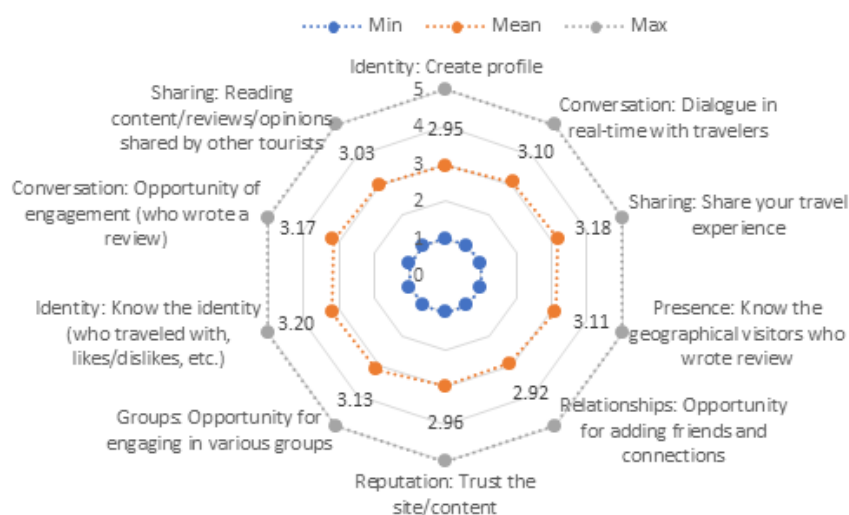 Min Mean Max
Identity: Create profile
Conversation: Dialogue in
real-time with travelers
Sharing: Share your travel
experience
Presence: Know the
geographical visitors who
wrote review
Relationships: Opportunity
for adding friends and
connections
Reputation: Trust the
site/content
Groups: Opportunity for
engaging in various groups
Identity: Know the identity
(who traveled with,
likes/dislikes, etc.)
Conversation: Opportunity of
engagement (who wrote a
review)
Sharing: Reading
content/reviews/opinions
shared by other tourists
5
4
3
2
1
0
2.95
3.10
3.18
3.11
2.92
2.96
3.13
3.20
3.17
3.03